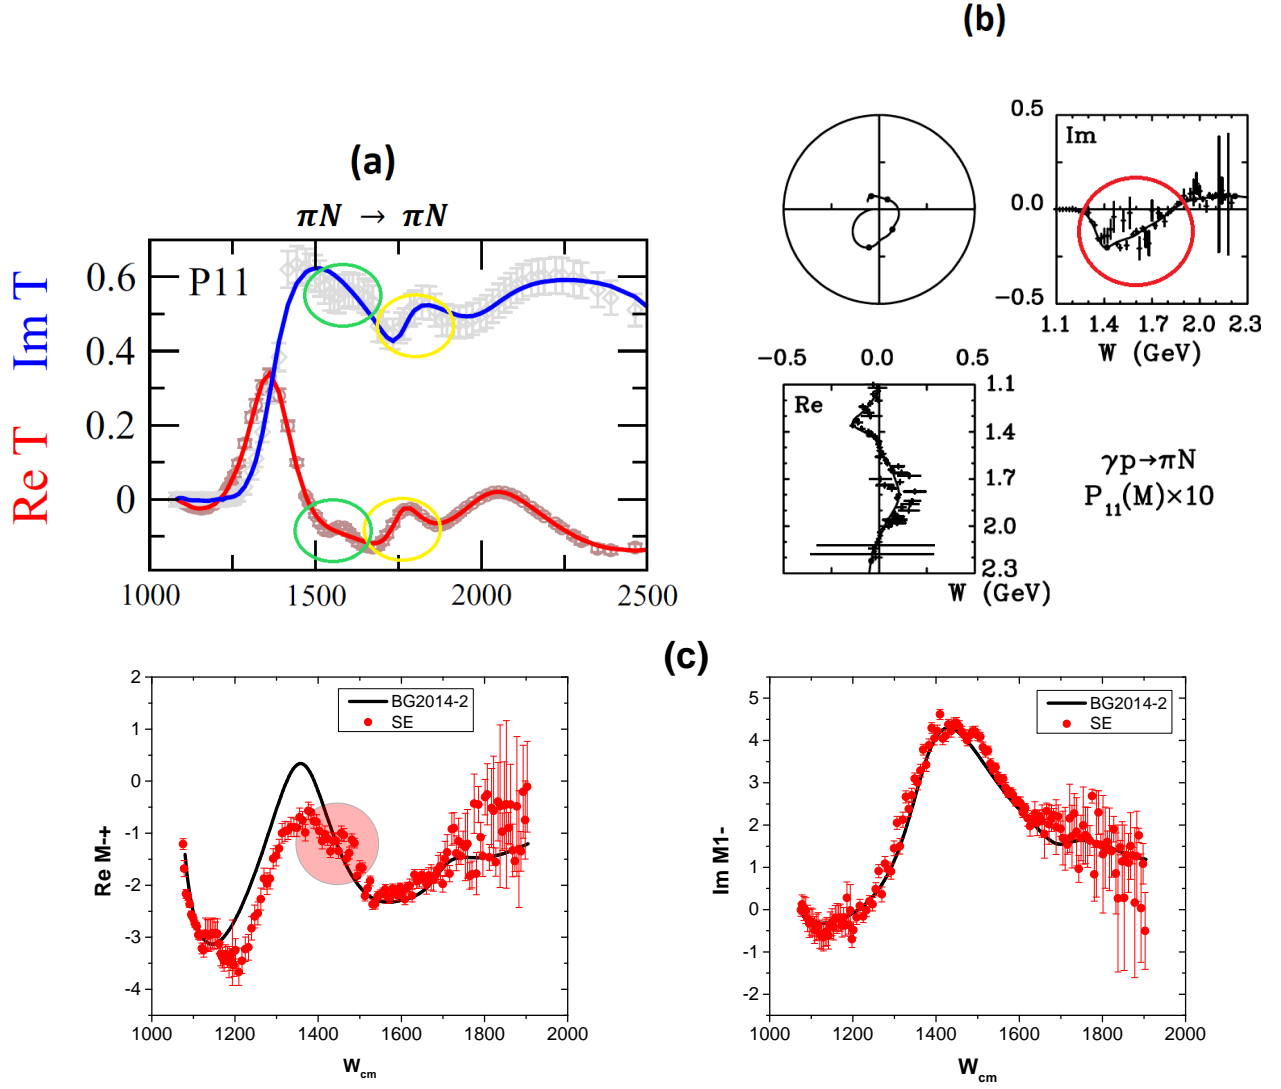 (a)
πN → πN
P11
Im T
Re T
0.6
0.4
0.2
0
1000
1500
2000
2500
(b)
0.5
Im
0.0
−0.5
1.1
1.4
1.7
2.0
2.3
W (GeV)
−0.5
0.0
0.5
Re
1.1
1.4
1.7
2.0
2.3
W (GeV)
γp→πN
P11(M)×10
(c)
2
1
0
-1
-2
-3
-4
Re M-+
BG2014-2
SE
1000
1200
1400
1600
1800
2000
Wcm
5
4
3
2
1
0
-1
-2
Im M1-
BG2014-2
SE
1000
1200
1400
1600
1800
2000
Wcm